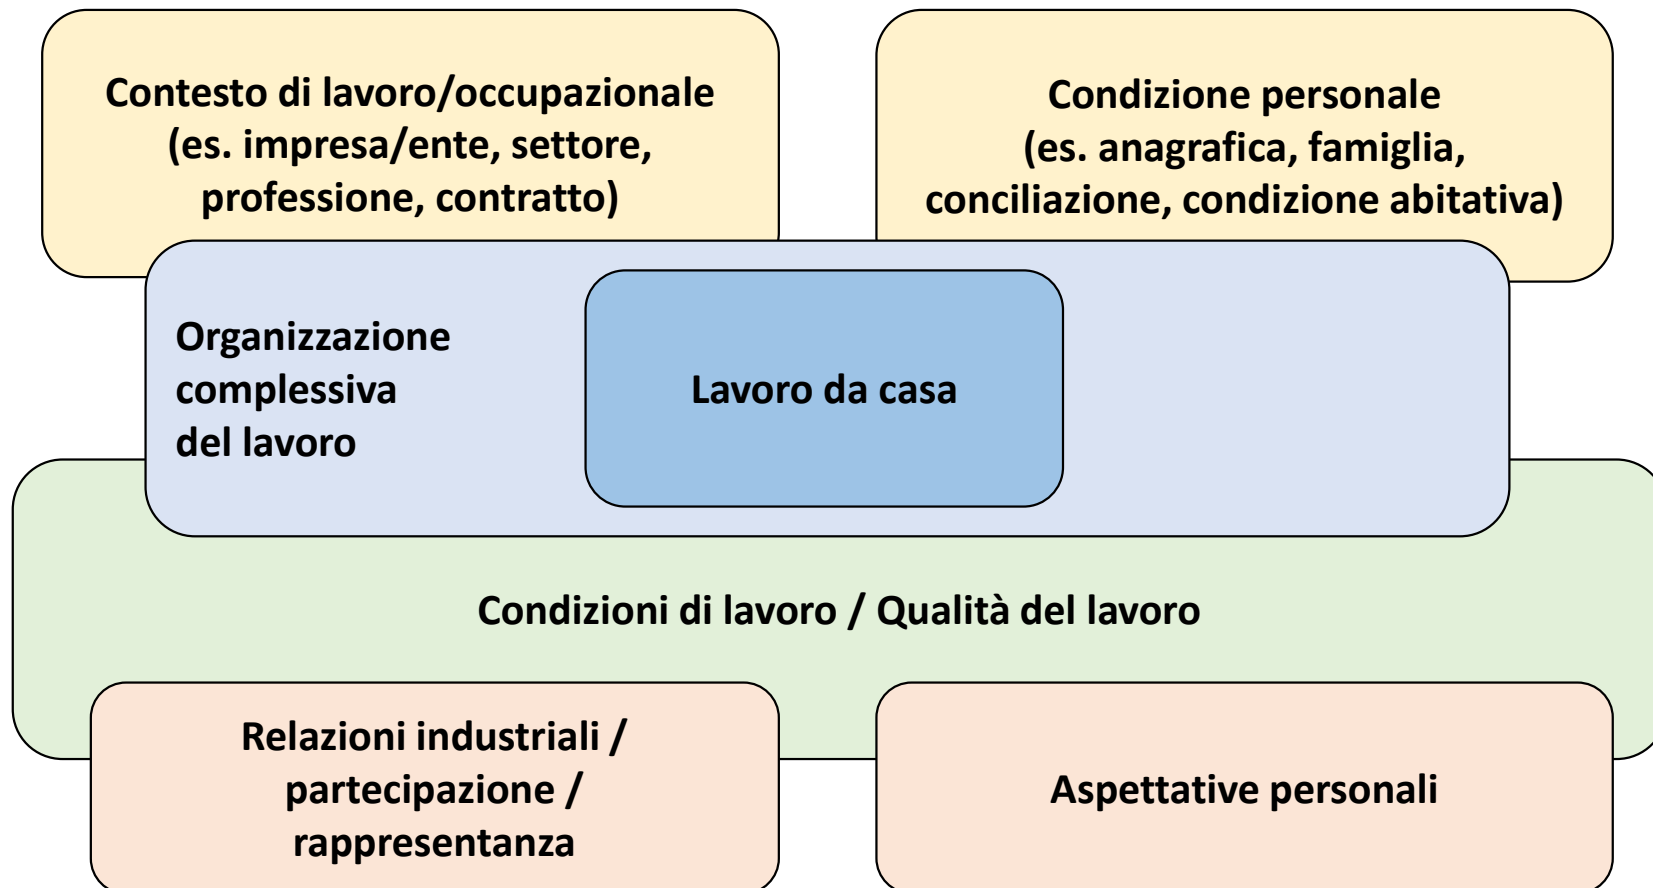 Contesto di lavoro/occupazionale
(es. impresa/ente, settore,
professione, contratto)
Condizione personale
(es. anagrafica, famiglia,
conciliazione, condizione abitativa)
Organizzazione
complessiva
del lavoro
Lavoro da casa
Condizioni di lavoro / Qualità del lavoro
Relazioni industriali /
partecipazione /
rappresentanza
Aspettative personali